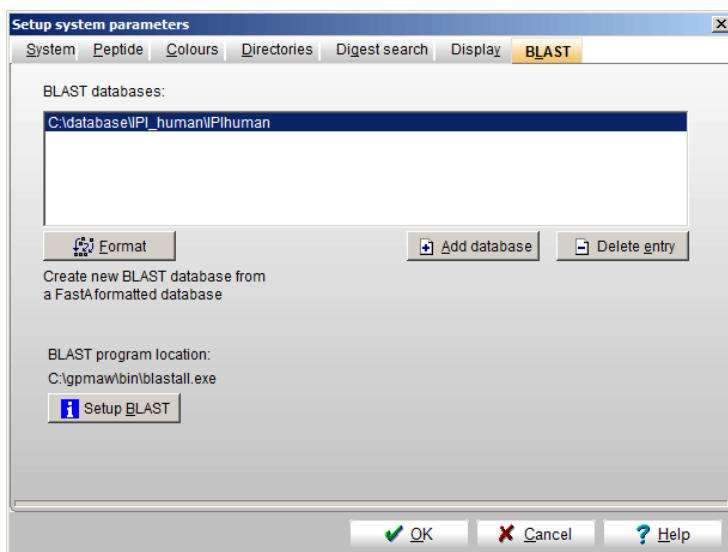 Setup system parameters
System Peptide Colours Directories Digest search Display BLAST
BLAST databases:
C:\database\IPI_human\IPIhuman
Format Add database Delete entry
Create new BLAST database from
a FastA formatted database
BLAST program location:
C:\gpmaw\bin\blastall.exe
Setup BLAST
OK Cancel Help